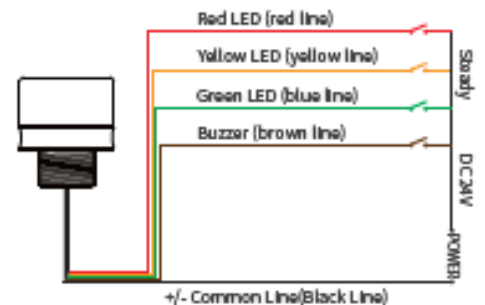 Red LED (red line)
Yellow LED (yellow line)
Green LED (blue line)
Buzzer (brown line)
Steady
DC24V
POWER
+/- Common Line(Black Line)